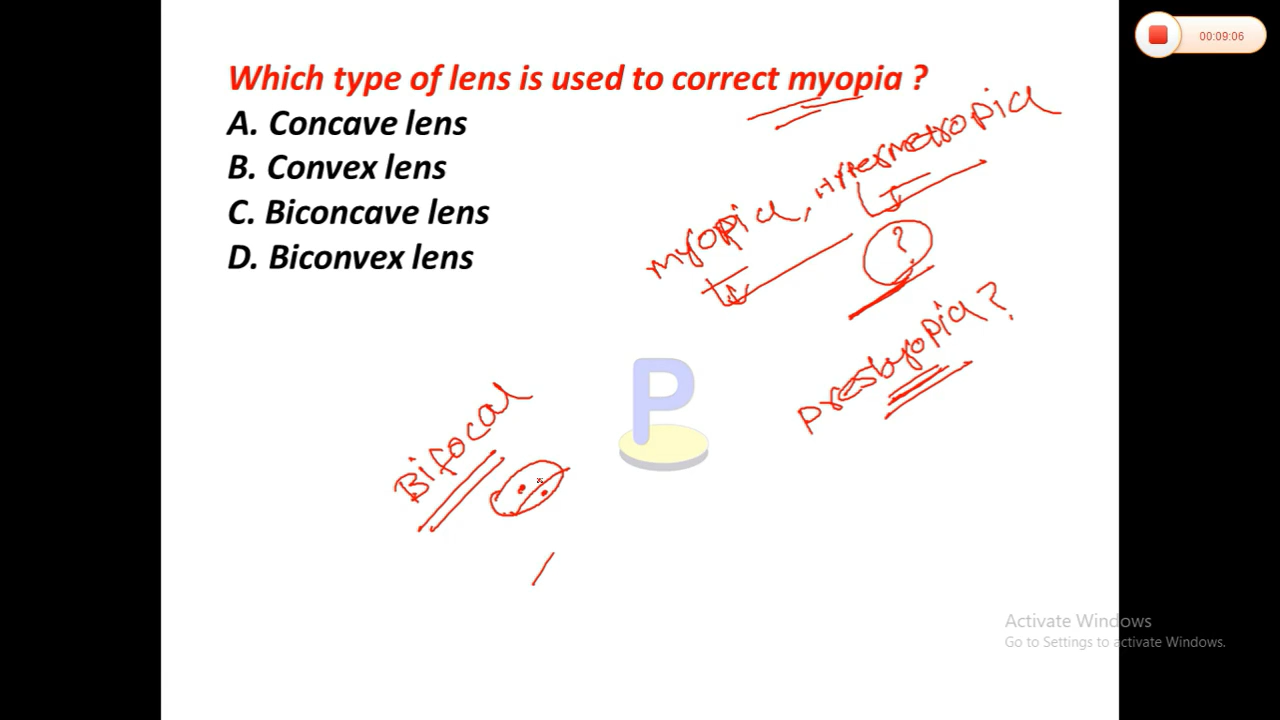 00:09:06
Which type of lens is used to correct myopia ?
A. Concave lens
B. Convex lens
C. Biconcave lens
D. Biconvex lens
myopia, Hypermetropia
?
presbyopia?
Bifocal
P
Activate Windows
Go to Settings to activate Windows.